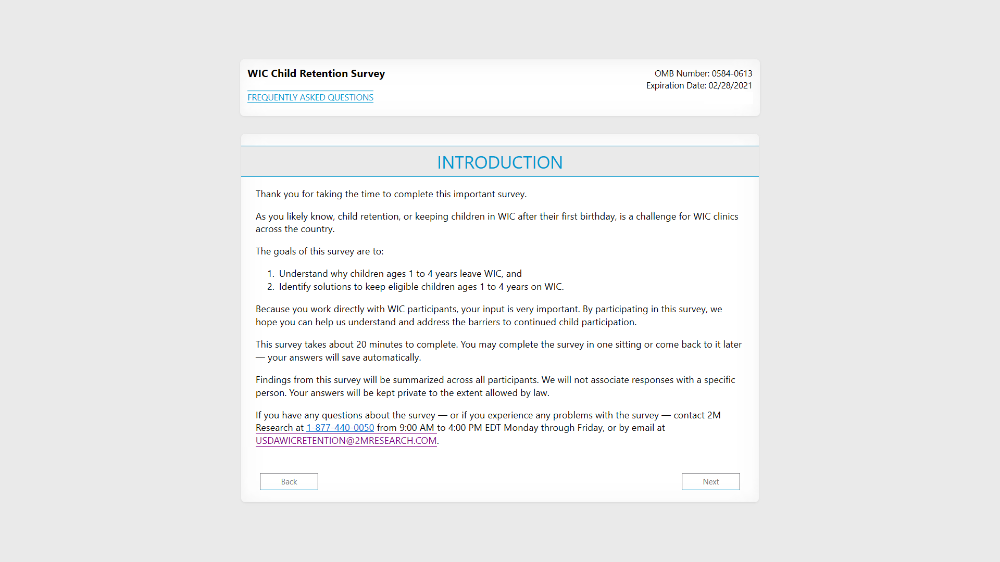 WIC Child Retention Survey
OMB Number: 0584-0613
Expiration Date: 02/28/2021
FREQUENTLY ASKED QUESTIONS
INTRODUCTION
Thank you for taking the time to complete this important survey.
As you likely know, child retention, or keeping children in WIC after their first birthday, is a challenge for WIC clinics
across the country.
The goals of this survey are to:
1. Understand why children ages 1 to 4 years leave WIC, and
2. Identify solutions to keep eligible children ages 1 to 4 years on WIC.
Because you work directly with WIC participants, your input is very important. By participating in this survey, we
hope you can help us understand and address the barriers to continued child participation.
This survey takes about 20 minutes to complete. You may complete the survey in one sitting or come back to it later
— your answers will save automatically.
Findings from this survey will be summarized across all participants. We will not associate responses with a specific
person. Your answers will be kept private to the extent allowed by law.
If you have any questions about the survey — or if you experience any problems with the survey — contact 2M
Research at 1-877-440-0050 from 9:00 AM to 4:00 PM EDT Monday through Friday, or by email at
USDAWICRETENTION@2MRESEARCH.COM.
Back
Next